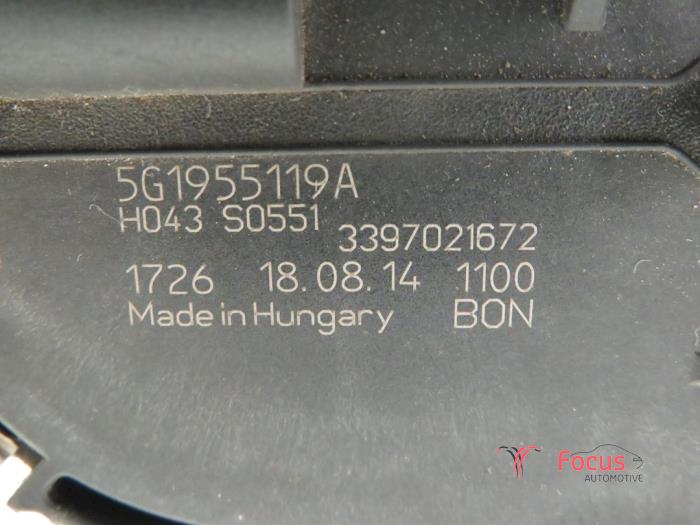 5G1955119A
H043 S0551
3397021672
1726 18.08.14 1100
Made in Hungary BON
Focus
AUTOMOTIVE